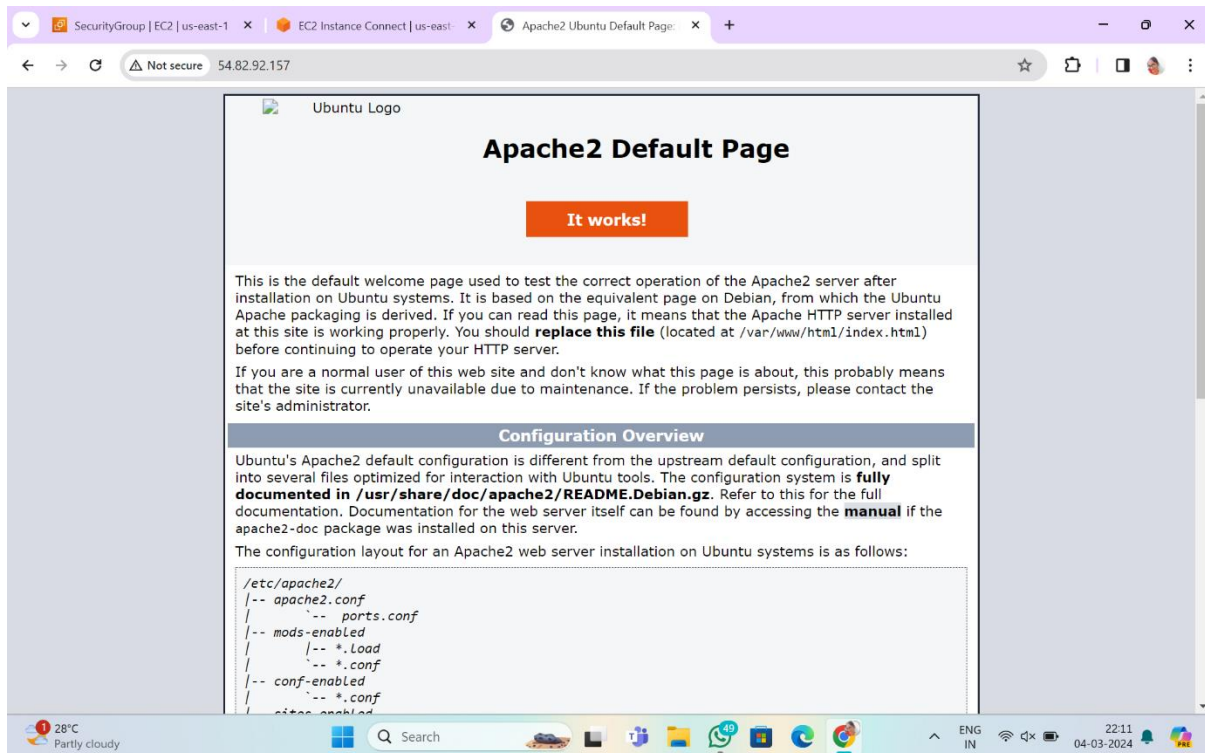 SecurityGroup | EC2 | us-east-1
EC2 Instance Connect | us-east-
Apache2 Ubuntu Default Page:
Not secure
54.82.92.157
Ubuntu Logo
Apache2 Default Page
It works!
This is the default welcome page used to test the correct operation of the Apache2 server after
installation on Ubuntu systems. It is based on the equivalent page on Debian, from which the Ubuntu
Apache packaging is derived. If you can read this page, it means that the Apache HTTP server installed
at this site is working properly. You should replace this file (located at /var/www/html/index.html)
before continuing to operate your HTTP server.
If you are a normal user of this web site and don't know what this page is about, this probably means
that the site is currently unavailable due to maintenance. If the problem persists, please contact the
site's administrator.
Configuration Overview
Ubuntu's Apache2 default configuration is different from the upstream default configuration, and split
into several files optimized for interaction with Ubuntu tools. The configuration system is fully
documented in /usr/share/doc/apache2/README.Debian.gz. Refer to this for the full
documentation. Documentation for the web server itself can be found by accessing the manual if the
apache2-doc package was installed on this server.
The configuration layout for an Apache2 web server installation on Ubuntu systems is as follows:
/etc/apache2/
|-- apache2.conf
|       `--  ports.conf
|-- mods-enabled
|       |-- *.load
|       `-- *.conf
|-- conf-enabled
|       `-- *.conf
|-- sites-enabled
1
28°C
Partly cloudy
Search
49
ENG
IN
22:11
04-03-2024
PRE